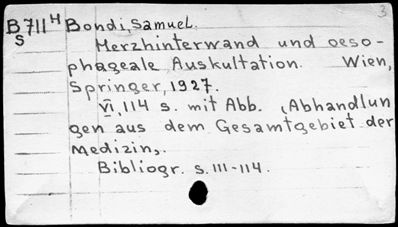 3
B711H Bondi, Samuel.
S
Herzhinterwand und oeso-
phageale Auskultation. Wien,
Springer, 1927.
VI, 114 s. mit Abb. (Abhandlun
gen aus dem Gesamtgebiet der
Medizin,.
Bibliogr. s. 111-114.